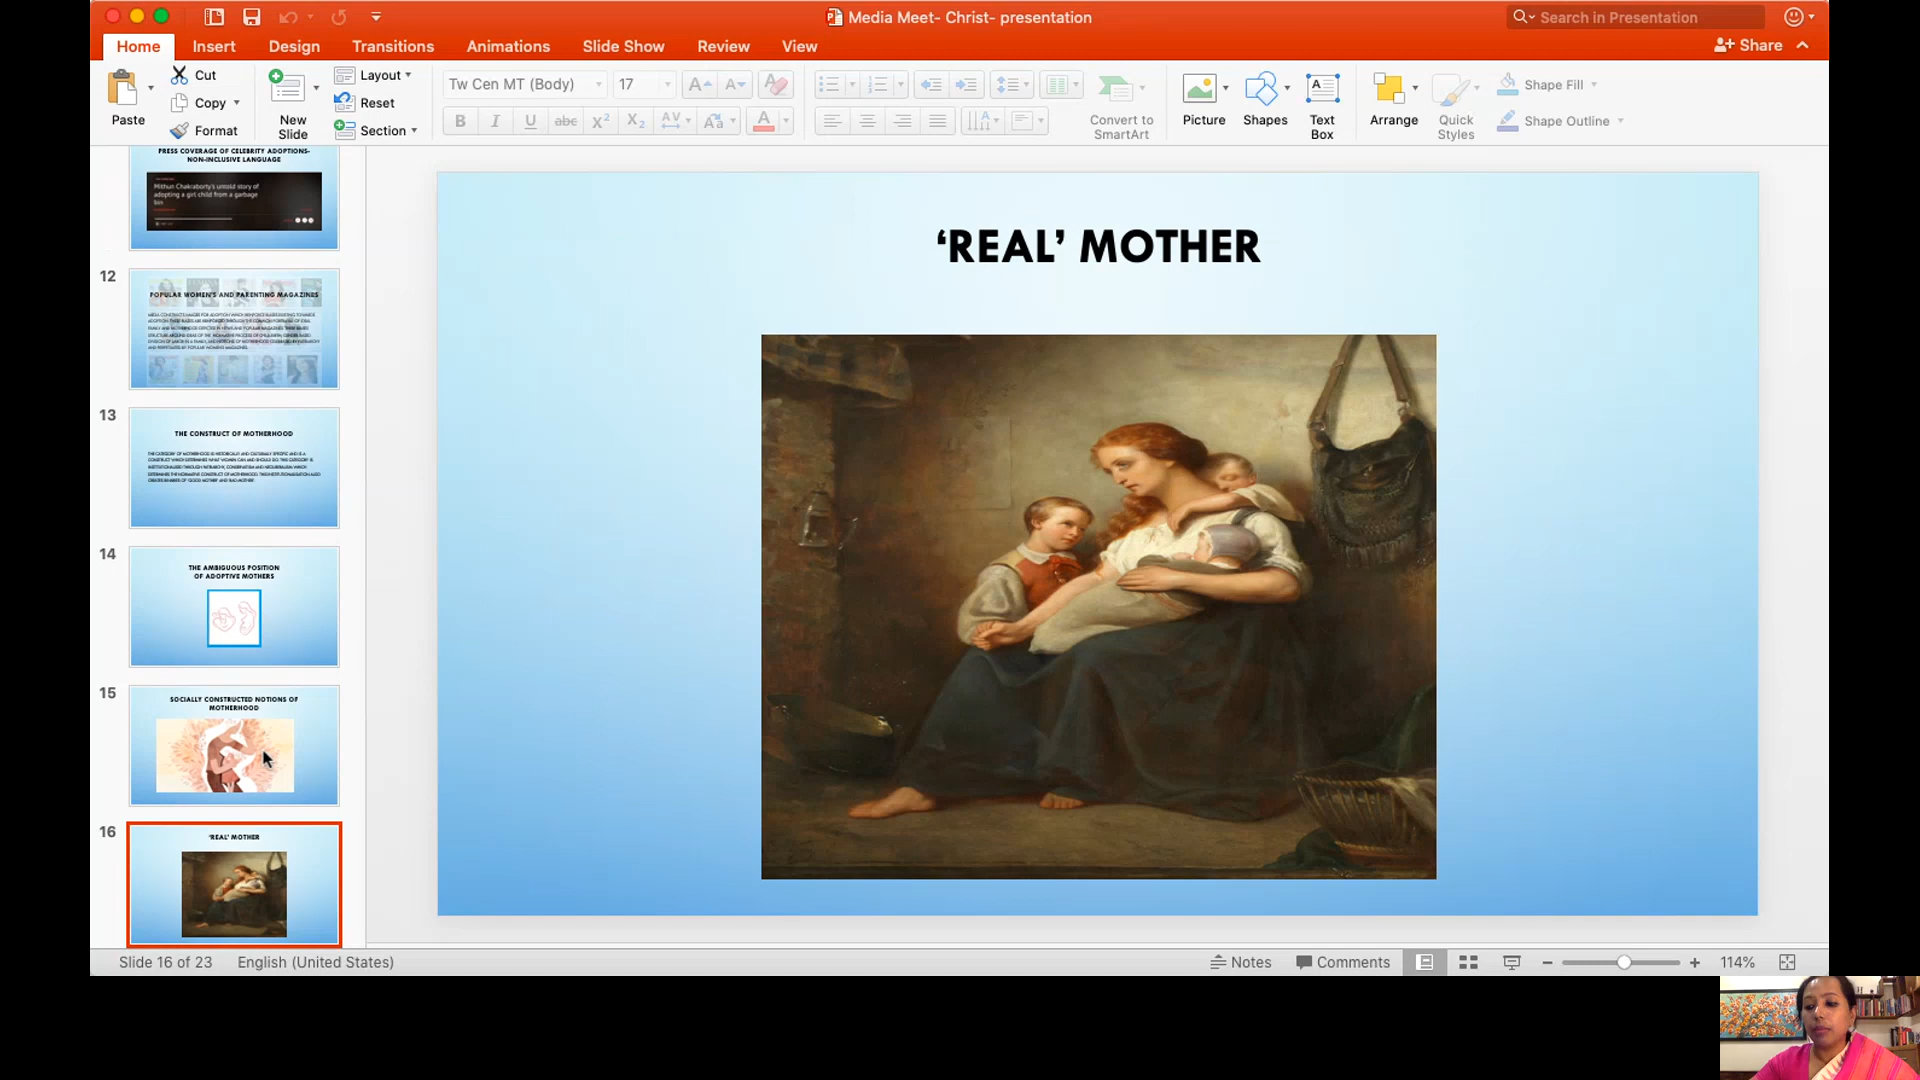 Media Meet- Christ- presentation
Search in Presentation
Home Insert Design Transitions Animations Slide Show Review View
Share
Paste
Cut
Copy
Format
New
Slide
Layout
Reset
Section
Tw Cen MT (Body) 17
B I U abc X² X₂ AV Aa A
Convert to
SmartArt
Picture
Shapes
Text
Box
Arrange
Quick
Styles
Shape Fill
Shape Outline
PRESS COVERAGE OF CELEBRITY ADOPTIONS-
NON-INCLUSIVE LANGUAGE
Mithun Chakraborty's untold story of
adopting a girl child from a garbage
bin
12
POPULAR WOMEN'S AND PARENTING MAGAZINES
13
THE CONSTRUCT OF MOTHERHOOD
14
THE AMBIGUOUS POSITION
OF ADOPTIVE MOTHERS
15
SOCIALLY CONSTRUCTED NOTIONS OF
MOTHERHOOD
16
'REAL' MOTHER
‘REAL’ MOTHER
Slide 16 of 23
English (United States)
Notes
Comments
114%